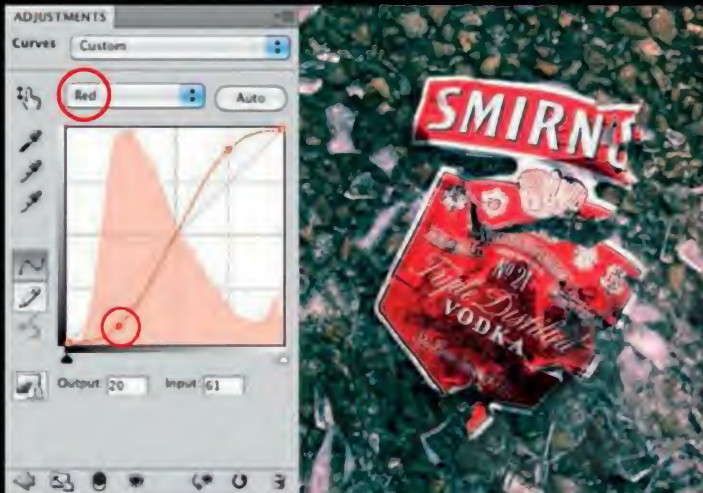 ADJUSTMENTS
Curves
Custom
Red
Auto
Output: 20
Input: 61
SMIRN
No 21
Triple Distilled
VODKA